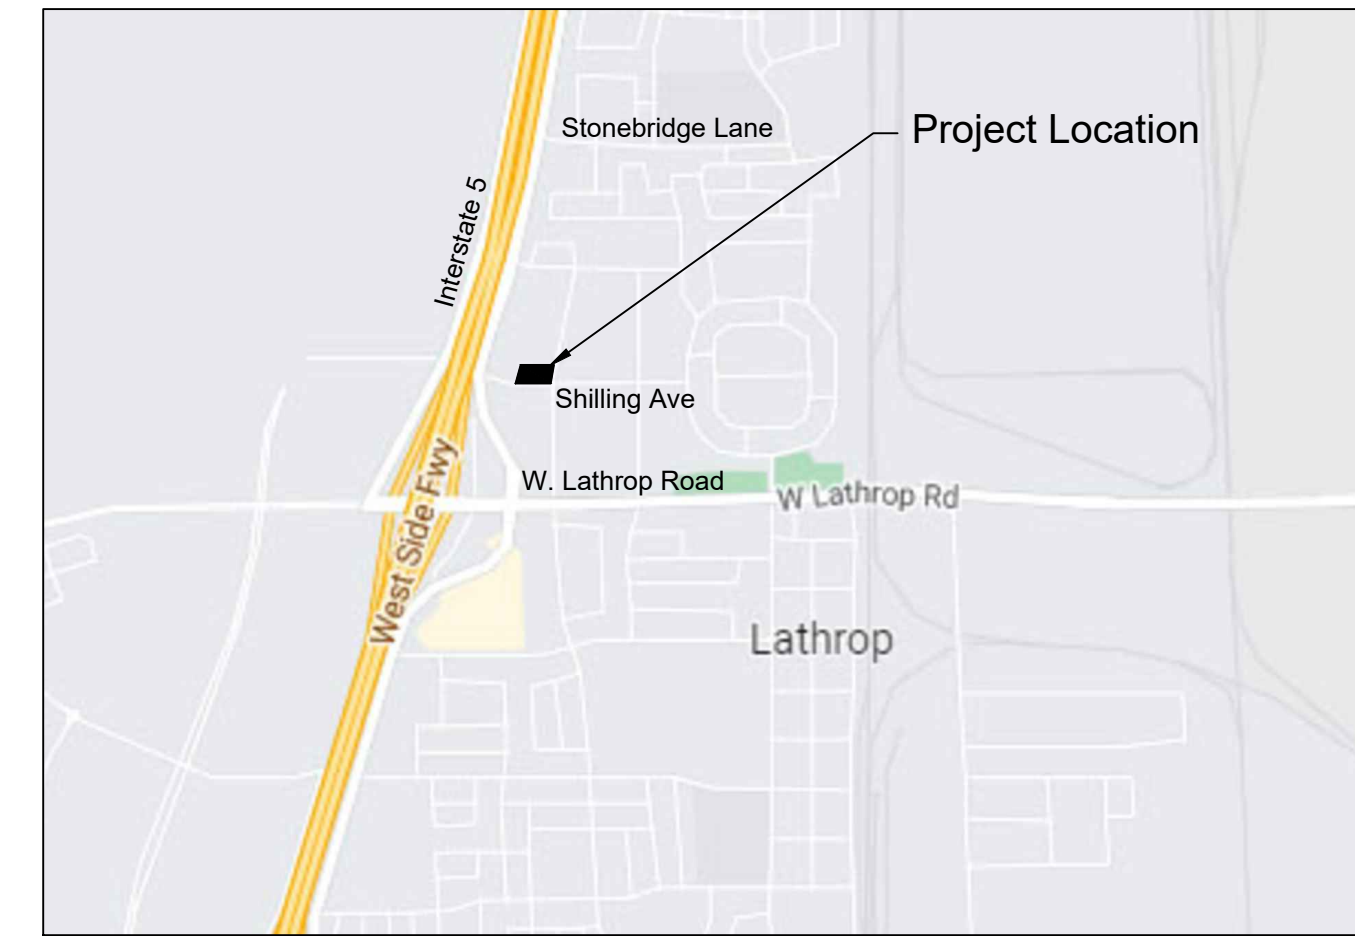 Stonebridge Lane
Project Location
Interstate 5
Shilling Ave
W. Lathrop Road
W Lathrop Rd
West Side Fwy
Lathrop